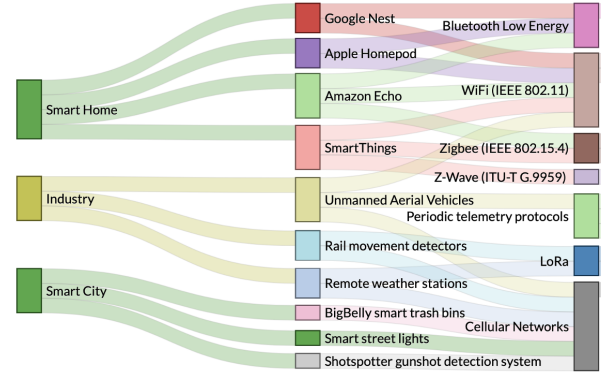 Smart Home
Industry
Smart City
Google Nest
Apple Homepod
Amazon Echo
SmartThings
Unmanned Aerial Vehicles
Rail movement detectors
Remote weather stations
BigBelly smart trash bins
Smart street lights
Shotspotter gunshot detection system
Bluetooth Low Energy
WiFi (IEEE 802.11)
Zigbee (IEEE 802.15.4)
Z-Wave (ITU-T G.9959)
Periodic telemetry protocols
LoRa
Cellular Networks